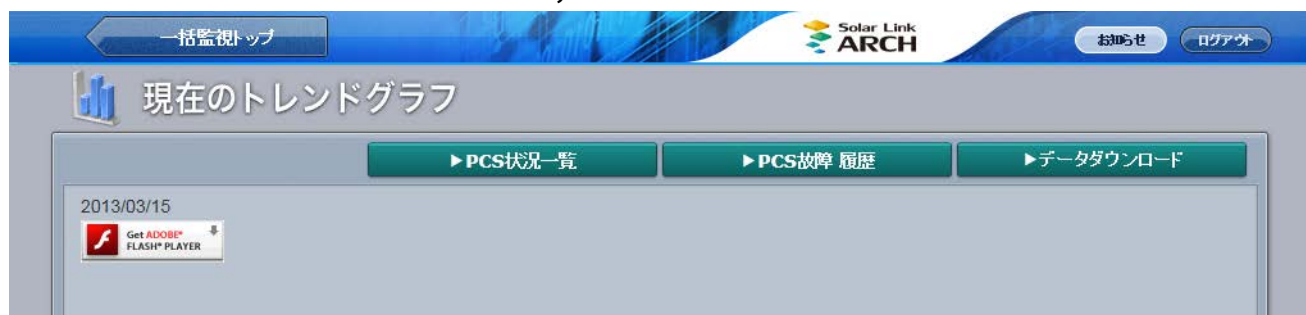 一括監視トップ
Solar Link
ARCH
お知らせ
ログアウト
現在のトレンドグラフ
▶PCS状況一覧
▶PCS故障 履歴
▶データダウンロード
2013/03/15
Get ADOBE®
FLASH® PLAYER